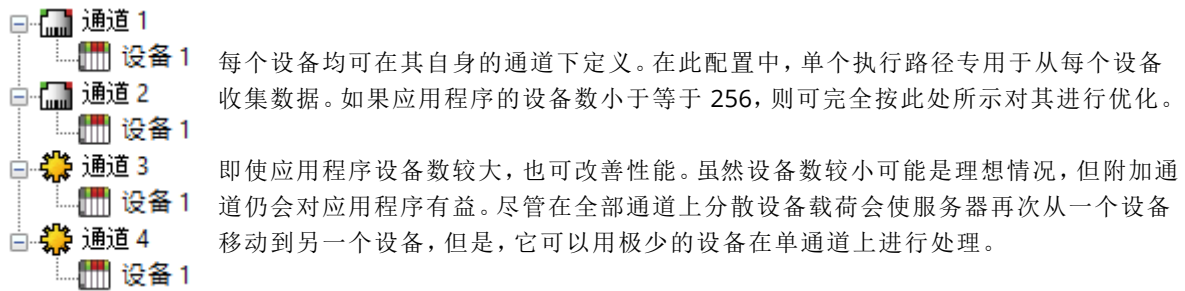 通道 1
设备 1
通道 2
设备 1
通道 3
设备 1
通道 4
设备 1
每个设备均可在其自身的通道下定义。在此配置中，单个执行路径专用于从每个设备
收集数据。如果应用程序的设备数小于等于 256，则可完全按此处所示对其进行优化。
即使应用程序设备数较大，也可改善性能。虽然设备数较小可能是理想情况，但附加通
道仍会对应用程序有益。尽管在全部通道上分散设备载荷会使服务器再次从一个设备
移动到另一个设备，但是，它可以用极少的设备在单通道上进行处理。